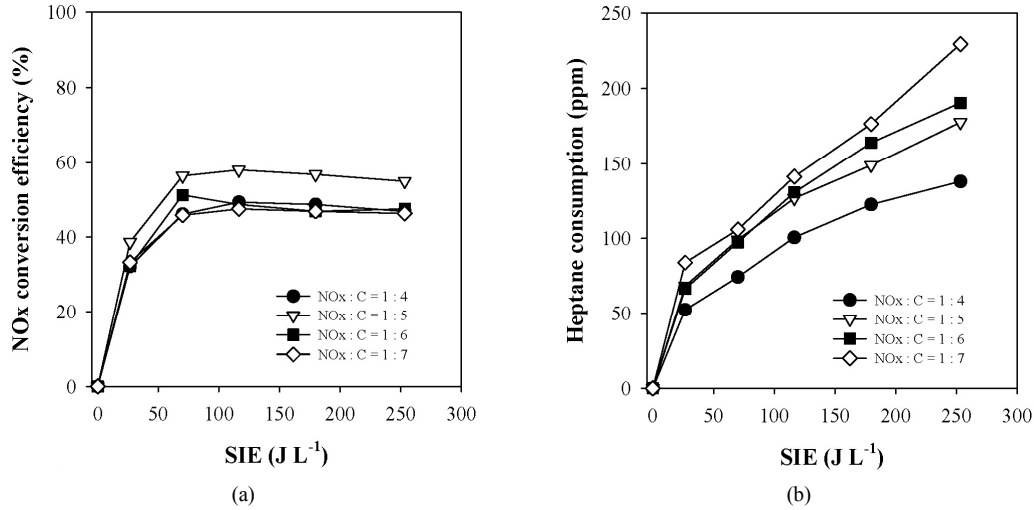 100
80
60
40
20
0
NOx conversion efficiency (%)
NOx : C = 1 : 4
NOx : C = 1 : 5
NOx : C = 1 : 6
NOx : C = 1 : 7
0 50 100 150 200 250 300
SIE (J L-1)
(a)
250
200
150
100
50
0
Heptane consumption (ppm)
NOx : C = 1 : 4
NOx : C = 1 : 5
NOx : C = 1 : 6
NOx : C = 1 : 7
0 50 100 150 200 250 300
SIE (J L-1)
(b)